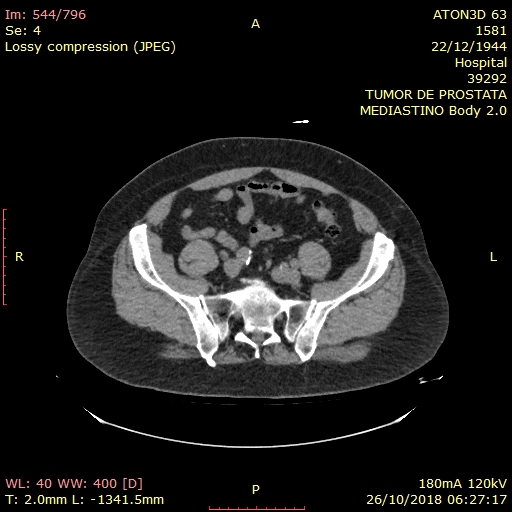 Im: 544/796
Se: 4
Lossy compression (JPEG)
A
ATON3D 63
1581
22/12/1944
Hospital
39292
TUMOR DE PROSTATA
MEDIASTINO Body 2.0
R
L
WL: 40 WW: 400 [D]
T: 2.0mm L: -1341.5mm
P
180mA 120kV
26/10/2018 06:27:17